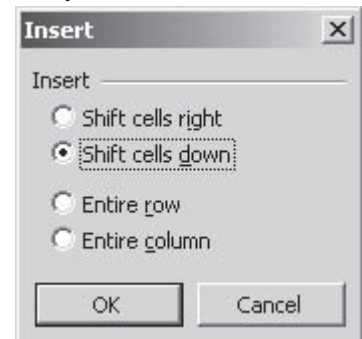 Insert
Insert
Shift cells right
Shift cells down
Entire row
Entire column
OK Cancel